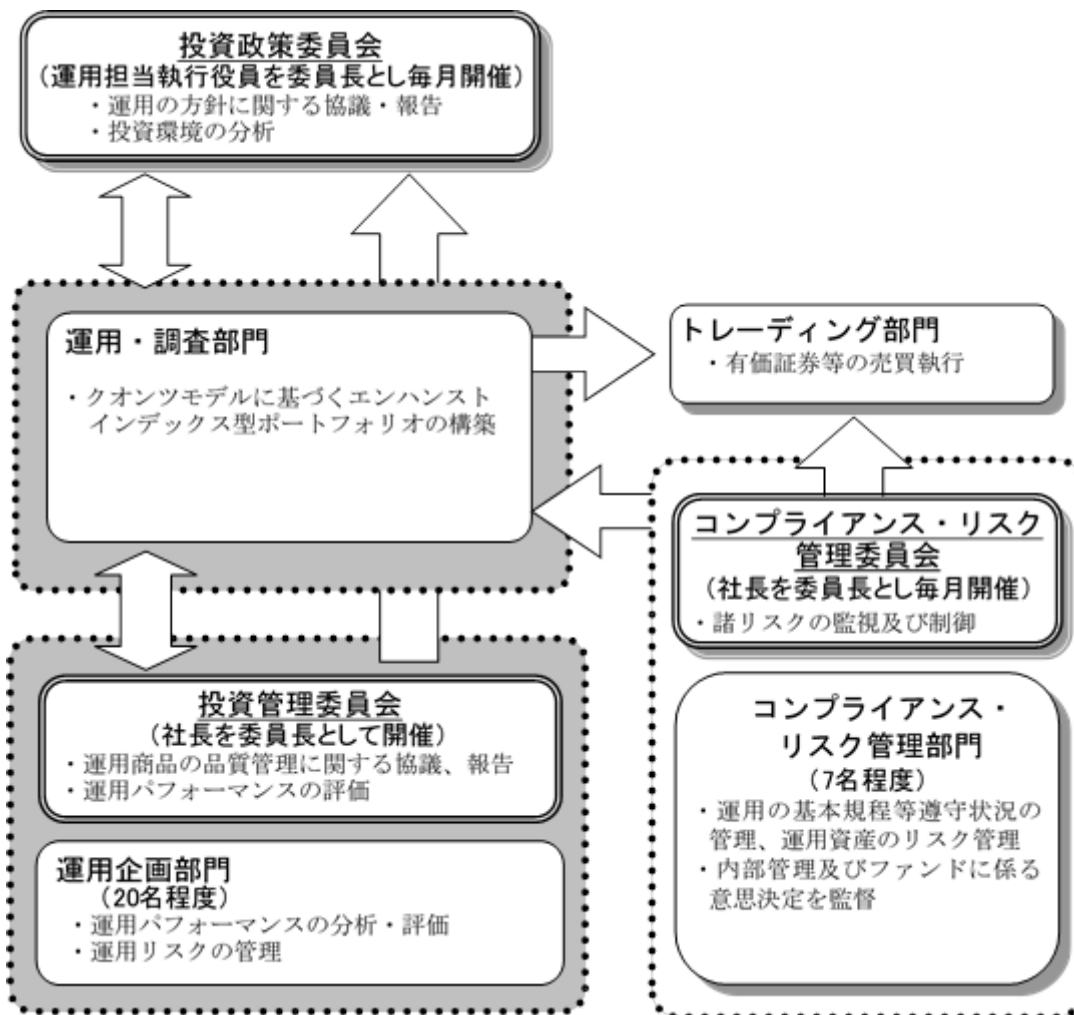 投資政策委員会
(運用担当執行役員を委員長とし毎月開催)
・運用の方針に関する協議・報告
・投資環境の分析
運用・調査部門
・クオンツモデルに基づくエンハンスト
インデックス型ポートフォリオの構築
トレーディング部門
・有価証券等の売買執行
コンプライアンス・リスク
管理委員会
(社長を委員長とし毎月開催)
・諸リスクの監視及び制御
投資管理委員会
(社長を委員長として開催)
・運用商品の品質管理に関する協議、報告
・運用パフォーマンスの評価
運用企画部門
(20名程度)
・運用パフォーマンスの分析・評価
・運用リスクの管理
コンプライアンス・
リスク管理部門
(7名程度)
・運用の基本規程等遵守状況の
管理、運用資産のリスク管理
・内部管理及びファンドに係る
意思決定を監督